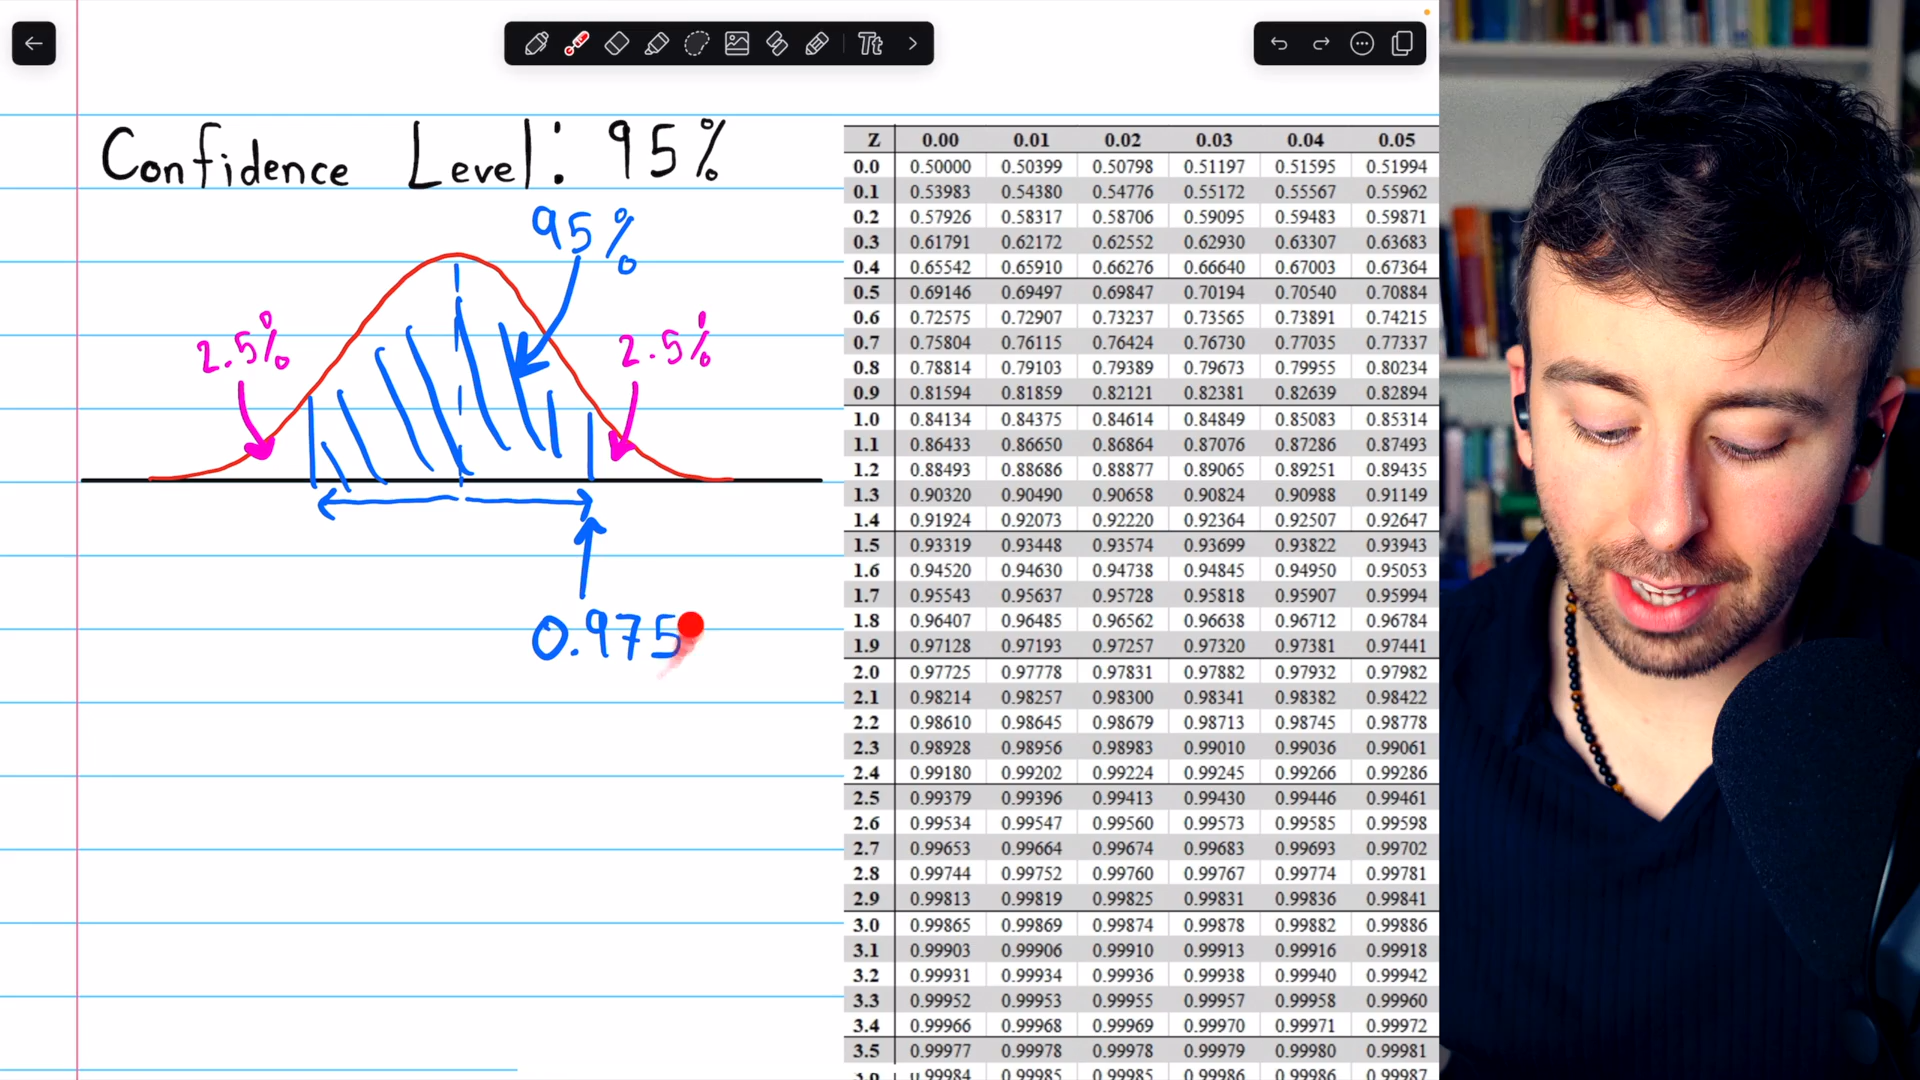 Tt
Confidence Level: 95%
95%
2.5%
2.5%
0.975
Z 0.00 0.01 0.02 0.03 0.04 0.05
0.0 0.50000 0.50399 0.50798 0.51197 0.51595 0.51994
0.1 0.53983 0.54380 0.54776 0.55172 0.55567 0.55962
0.2 0.57926 0.58317 0.58706 0.59095 0.59483 0.59871
0.3 0.61791 0.62172 0.62552 0.62930 0.63307 0.63683
0.4 0.65542 0.65910 0.66276 0.66640 0.67003 0.67364
0.5 0.69146 0.69497 0.69847 0.70194 0.70540 0.70884
0.6 0.72575 0.72907 0.73237 0.73565 0.73891 0.74215
0.7 0.75804 0.76115 0.76424 0.76730 0.77035 0.77337
0.8 0.78814 0.79103 0.79389 0.79673 0.79955 0.80234
0.9 0.81594 0.81859 0.82121 0.82381 0.82639 0.82894
1.0 0.84134 0.84375 0.84614 0.84849 0.85083 0.85314
1.1 0.86433 0.86650 0.86864 0.87076 0.87286 0.87493
1.2 0.88493 0.88686 0.88877 0.89065 0.89251 0.89435
1.3 0.90320 0.90490 0.90658 0.90824 0.90988 0.91149
1.4 0.91924 0.92073 0.92220 0.92364 0.92507 0.92647
1.5 0.93319 0.93448 0.93574 0.93699 0.93822 0.93943
1.6 0.94520 0.94630 0.94738 0.94845 0.94950 0.95053
1.7 0.95543 0.95637 0.95728 0.95818 0.95907 0.95994
1.8 0.96407 0.96485 0.96562 0.96638 0.96712 0.96784
1.9 0.97128 0.97193 0.97257 0.97320 0.97381 0.97441
2.0 0.97725 0.97778 0.97831 0.97882 0.97932 0.97982
2.1 0.98214 0.98257 0.98300 0.98341 0.98382 0.98422
2.2 0.98610 0.98645 0.98679 0.98713 0.98745 0.98778
2.3 0.98928 0.98956 0.98983 0.99010 0.99036 0.99061
2.4 0.99180 0.99202 0.99224 0.99245 0.99266 0.99286
2.5 0.99379 0.99396 0.99413 0.99430 0.99446 0.99461
2.6 0.99534 0.99547 0.99560 0.99573 0.99585 0.99598
2.7 0.99653 0.99664 0.99674 0.99683 0.99693 0.99702
2.8 0.99744 0.99752 0.99760 0.99767 0.99774 0.99781
2.9 0.99813 0.99819 0.99825 0.99831 0.99836 0.99841
3.0 0.99865 0.99869 0.99874 0.99878 0.99882 0.99886
3.1 0.99903 0.99906 0.99910 0.99913 0.99916 0.99918
3.2 0.99931 0.99934 0.99936 0.99938 0.99940 0.99942
3.3 0.99952 0.99953 0.99955 0.99957 0.99958 0.99960
3.4 0.99966 0.99968 0.99969 0.99970 0.99971 0.99972
3.5 0.99977 0.99978 0.99978 0.99979 0.99980 0.99981
0.99984 0.99985 0.99985 0.99986 0.99986 0.99987